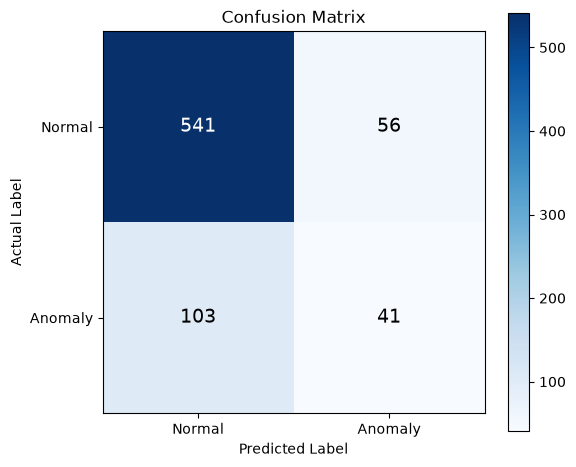 Confusion Matrix
500
Normal
541
56
400
Actual Label
300
200
Anomaly
103
41
100
Normal
Anomaly
Predicted Label